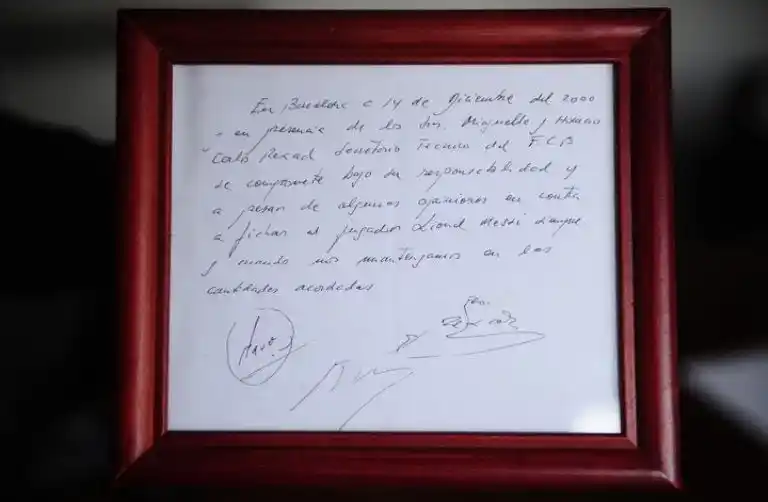 En Barcelona a 14 de Diciembre del 2000
en presencia de los Srs. Minguella y Horacio
Carlo Rexach Secretario Tecnico del F.C.B
se compromete bajo su responsabilidad y
a pesar de algunas opiniones en contra
a fichar al jugador Lionel Messi siempre
y cuando nos mantengamos en las
cantidades acordadas